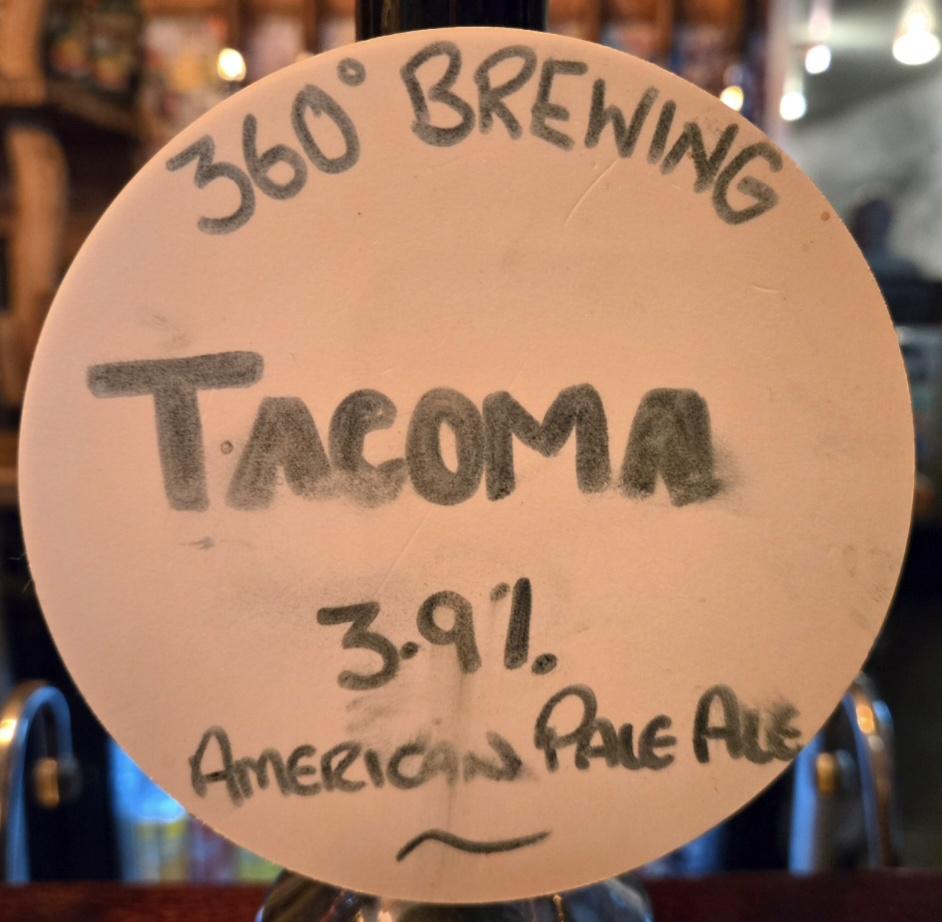 360° BREWING
TACOMA
3.9%
AMERICAN PALE ALE